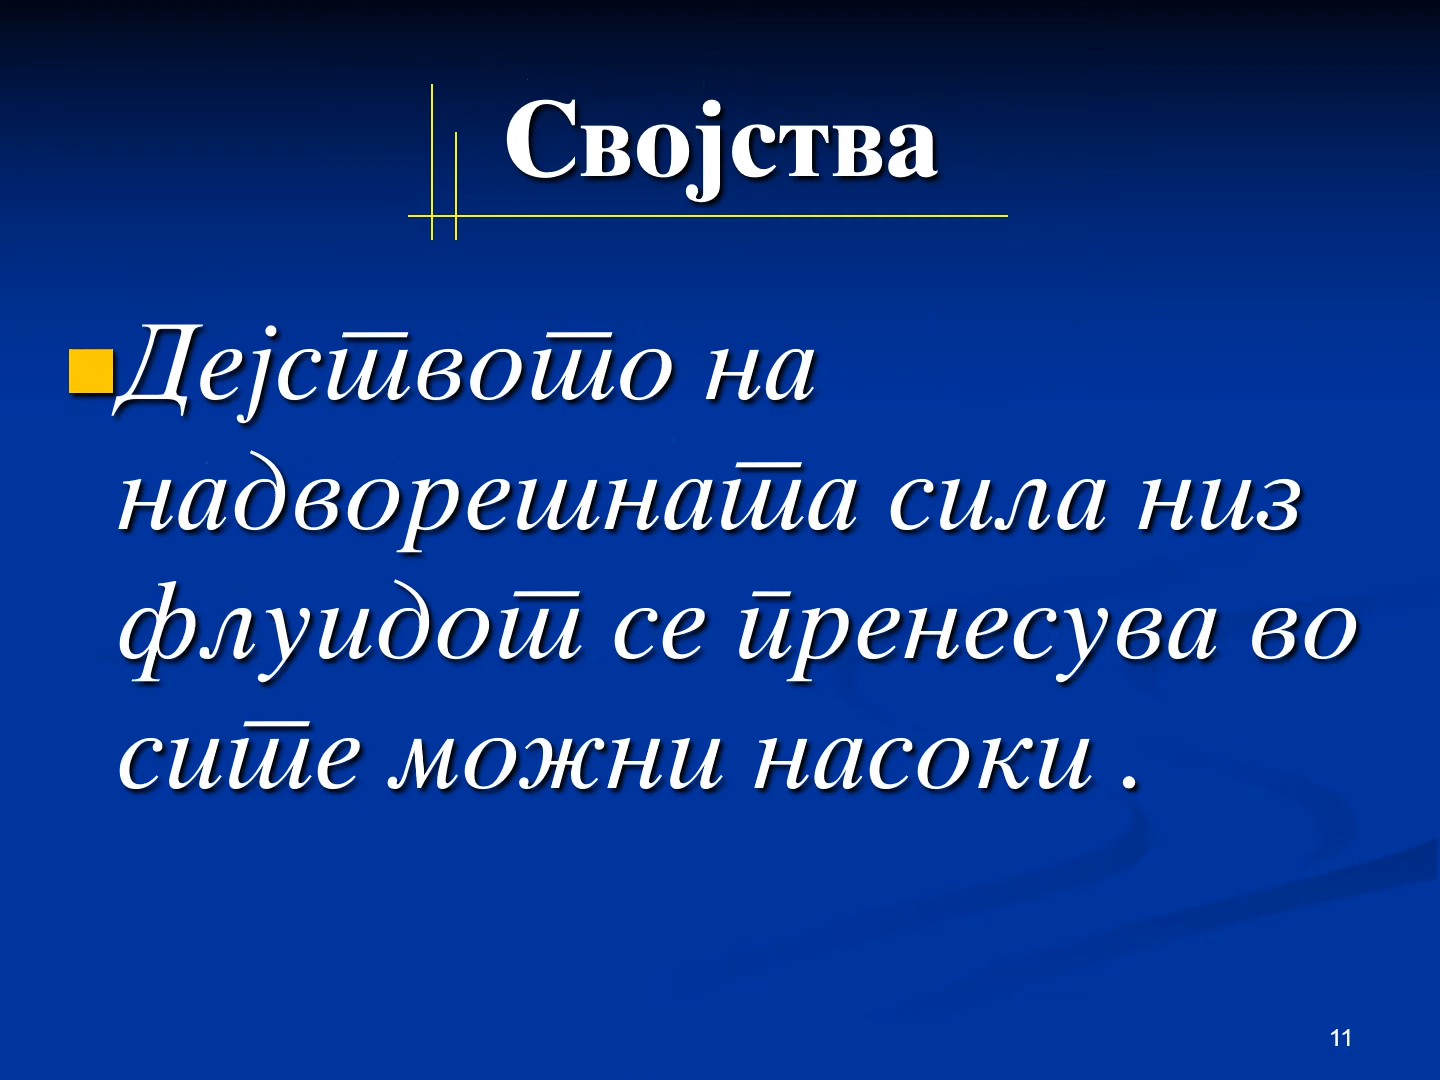 Својства
Дејството на
надворешната сила низ
флуидот се пренесува во
сите можни насоки .
11